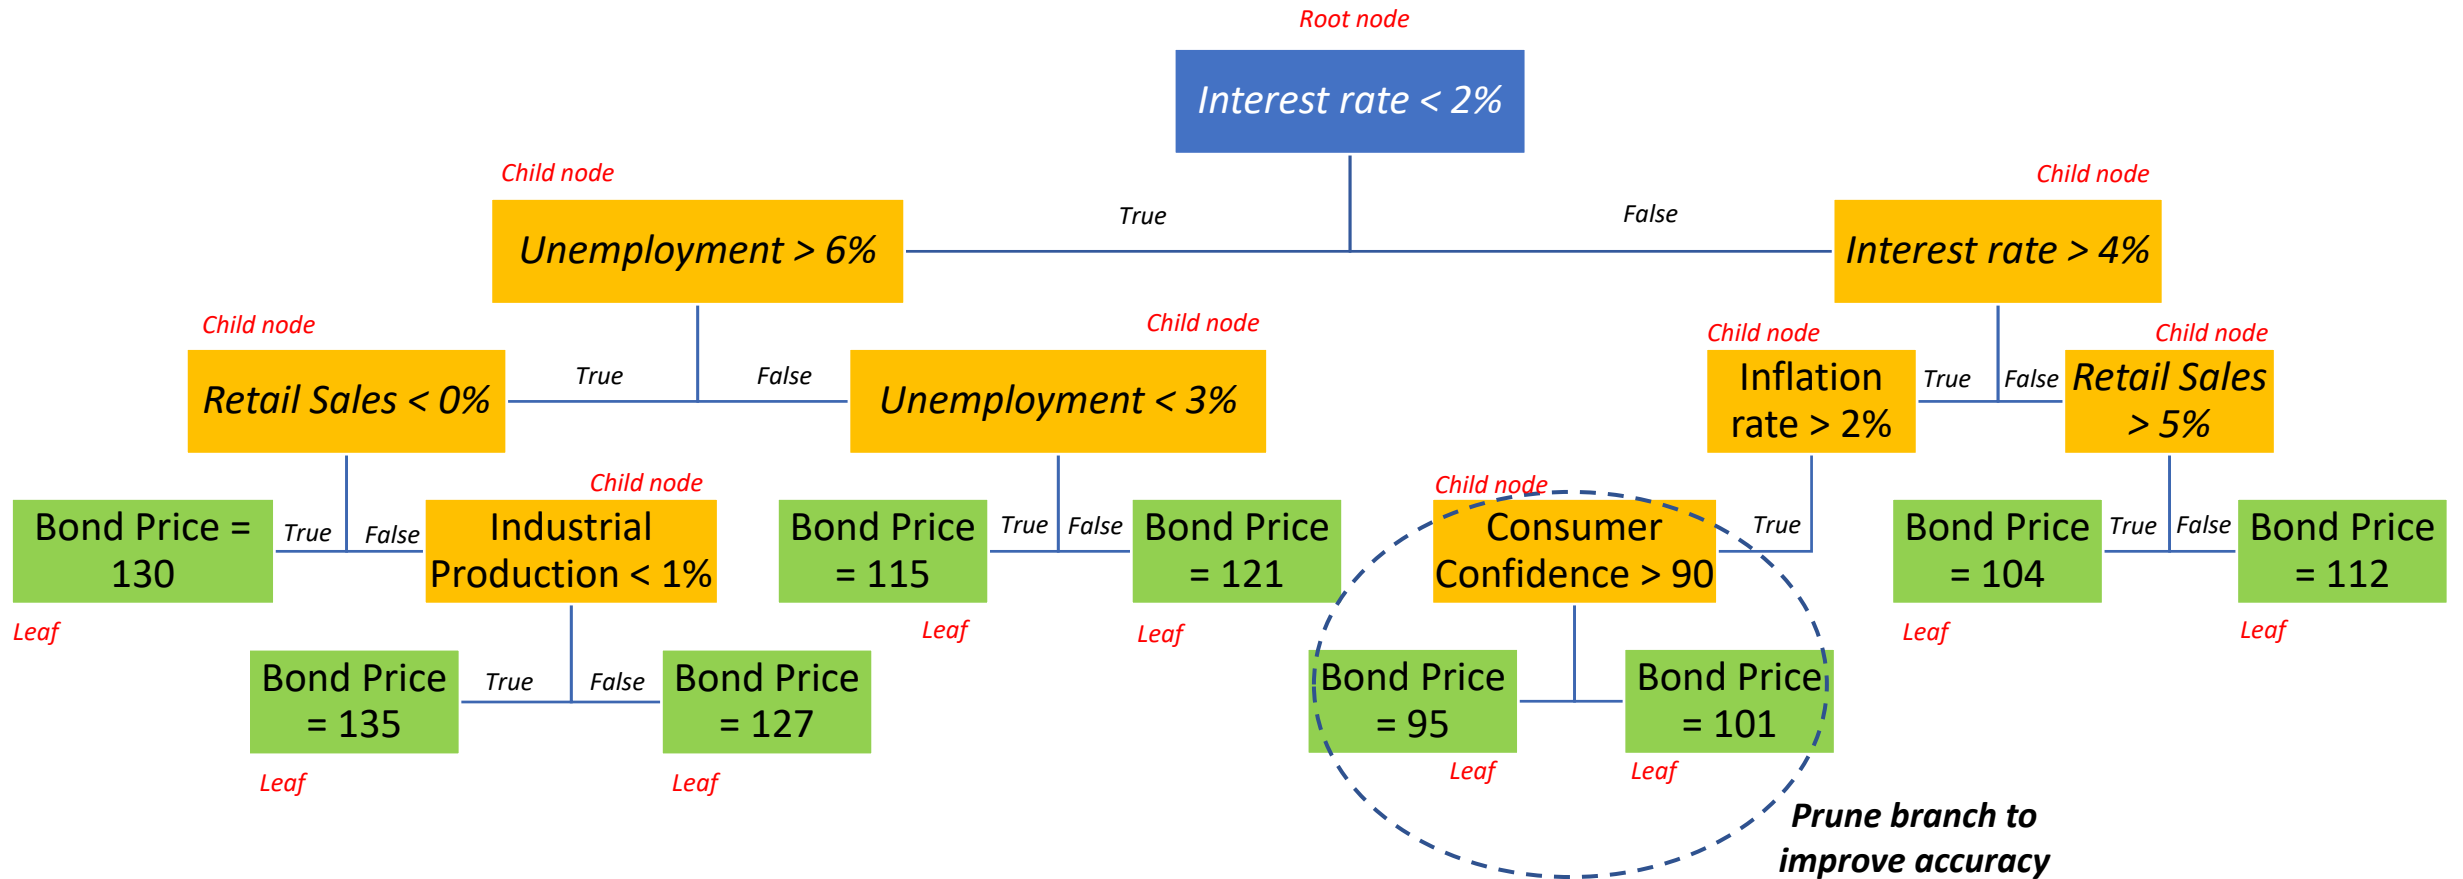 Root node
Interest rate < 2%
Child node
Child node
True
False
Unemployment > 6%
Interest rate > 4%
Child node
Child node
Child node
Child node
True
False
True
False
Retail Sales < 0%
Unemployment < 3%
Inflation
rate > 2%
Retail Sales
> 5%
Child node
Child node
True
False
True
False
True
True
False
Bond Price =
130
Industrial
Production < 1%
Bond Price
= 115
Bond Price
= 121
Consumer
Confidence > 90
Bond Price
= 104
Bond Price
= 112
Leaf
Leaf
Leaf
Leaf
Leaf
Bond Price
= 135
True
False
Bond Price
= 127
Bond Price
= 95
Bond Price
= 101
Leaf
Leaf
Leaf
Leaf
Prune branch to
improve accuracy